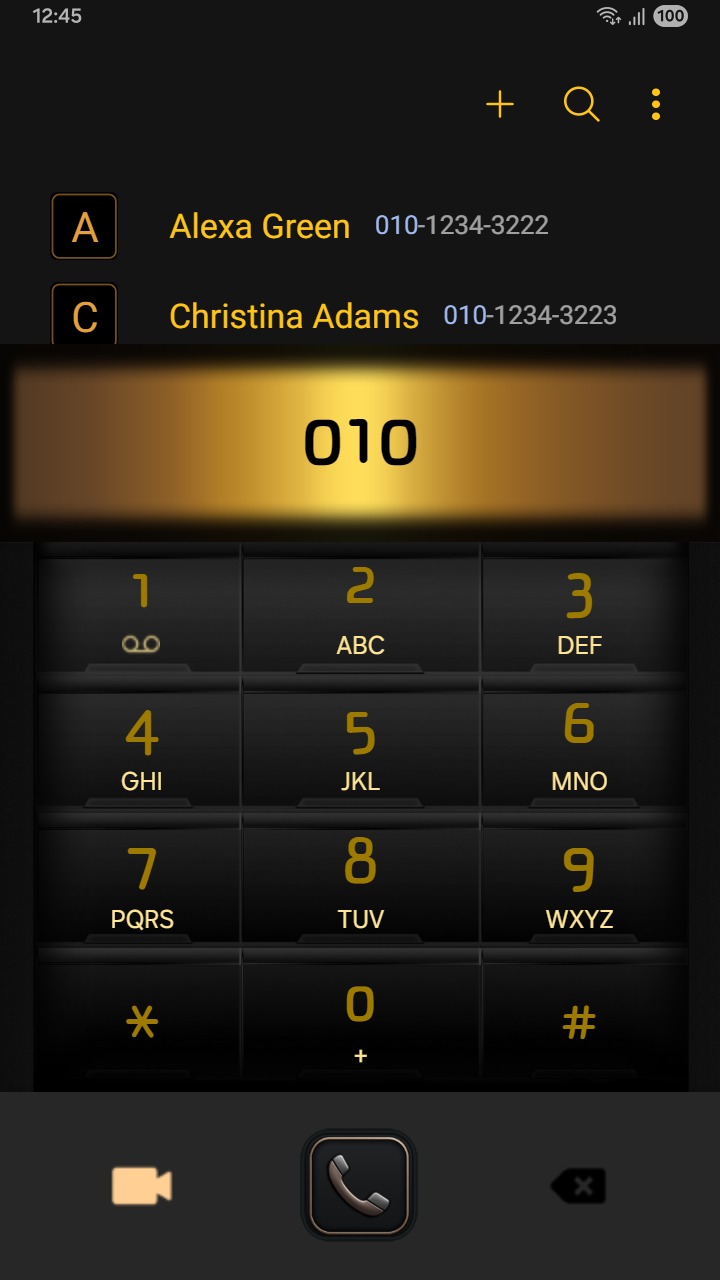 12:45 100
A Alexa Green 010-1234-3222
C Christina Adams 010-1234-3223
010
1 2 3
ABC DEF
4 5 6
GHI JKL MNO
7 8 9
PQRS TUV WXYZ
* 0 #
+